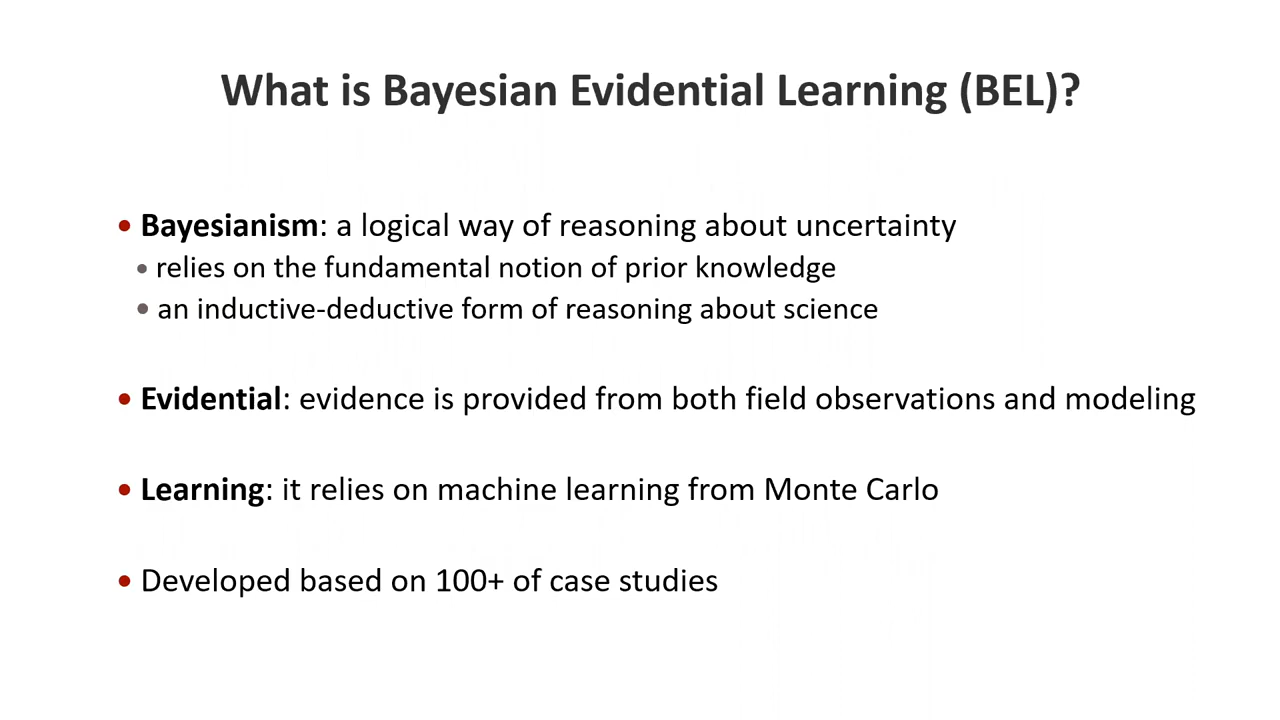 What is Bayesian Evidential Learning (BEL)?
• Bayesianism: a logical way of reasoning about uncertainty
• relies on the fundamental notion of prior knowledge
• an inductive-deductive form of reasoning about science
• Evidential: evidence is provided from both field observations and modeling
• Learning: it relies on machine learning from Monte Carlo
• Developed based on 100+ of case studies